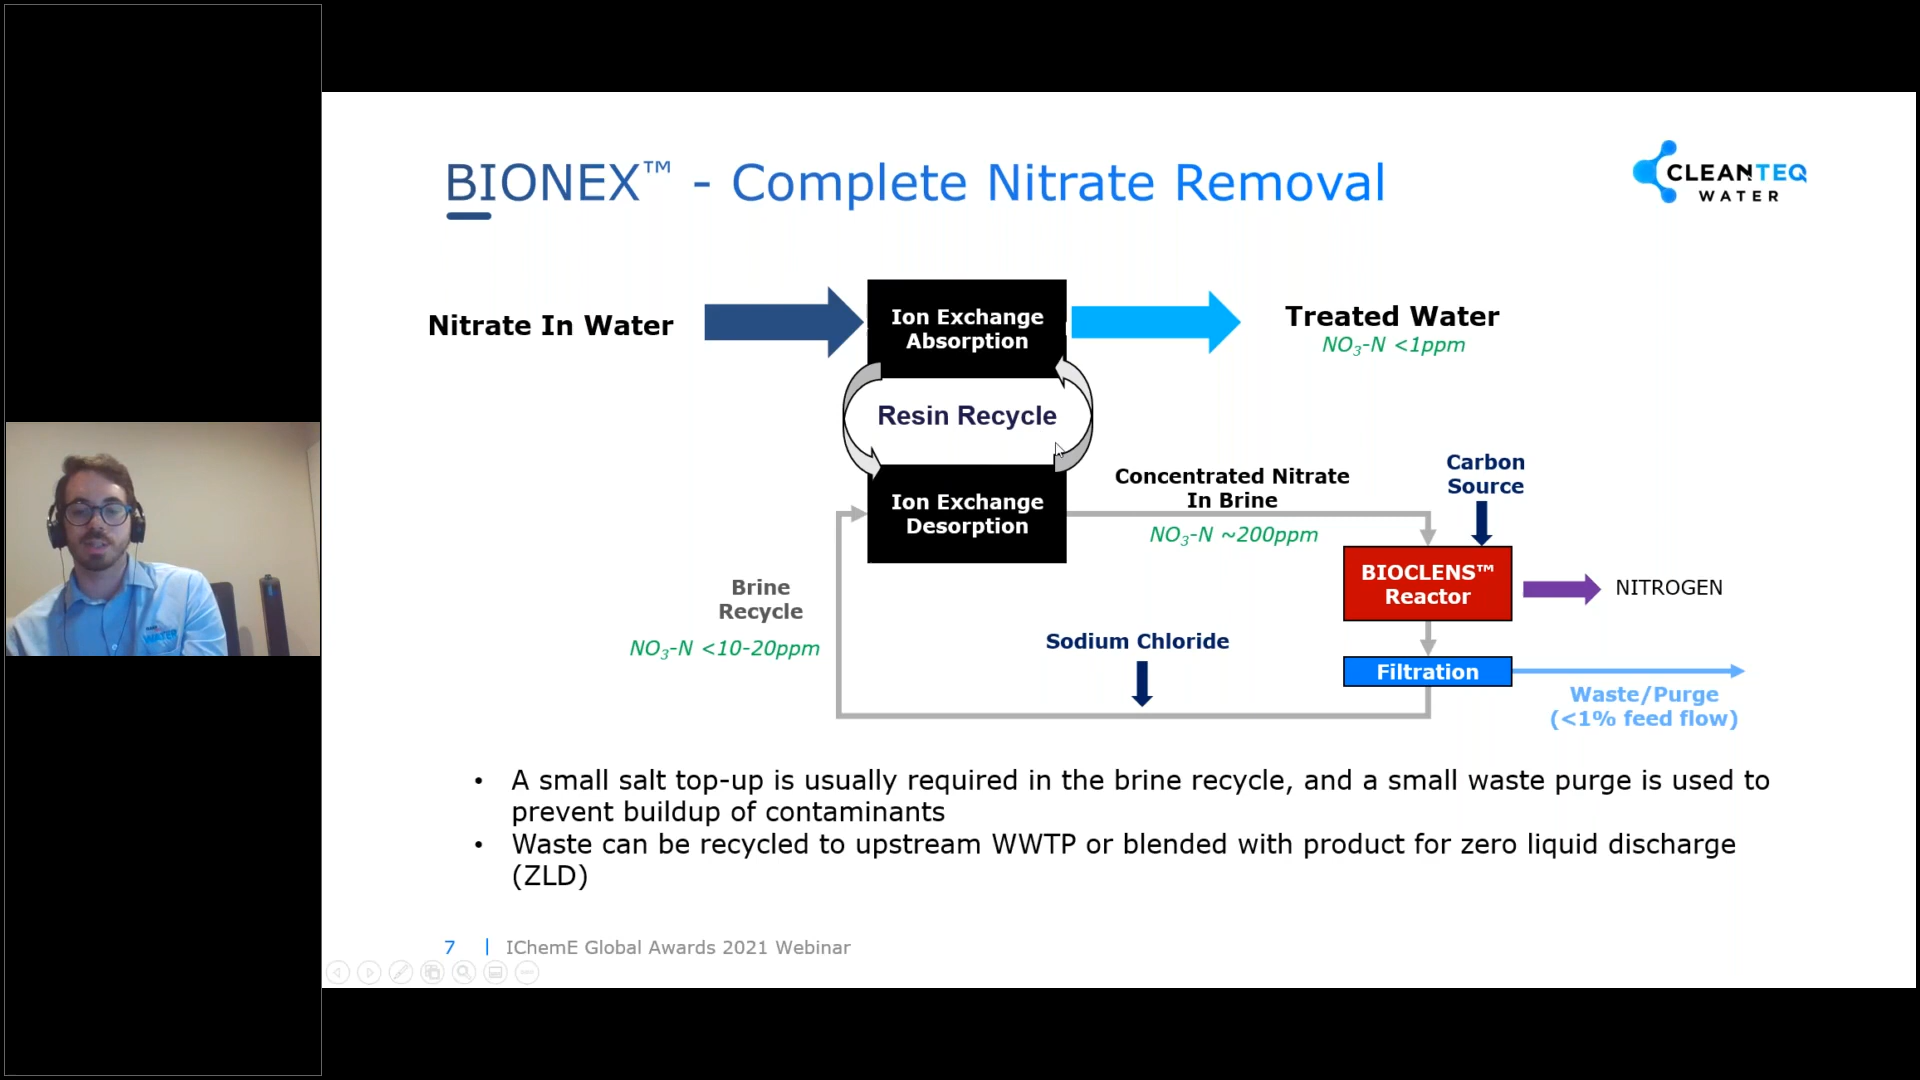 BIONEX™ - Complete Nitrate Removal
CLEANTEQ
WATER
Nitrate In Water
Ion Exchange
Absorption
Treated Water
NO₃-N <1ppm
Resin Recycle
Ion Exchange
Desorption
Concentrated Nitrate
In Brine
NO₃-N ~200ppm
Carbon
Source
BIOCLENS™
Reactor
NITROGEN
Brine
Recycle
NO₃-N <10-20ppm
Sodium Chloride
Filtration
Waste/Purge
(<1% feed flow)
• A small salt top-up is usually required in the brine recycle, and a small waste purge is used to
prevent buildup of contaminants
• Waste can be recycled to upstream WWTP or blended with product for zero liquid discharge
(ZLD)
7 | IChemE Global Awards 2021 Webinar
WATER